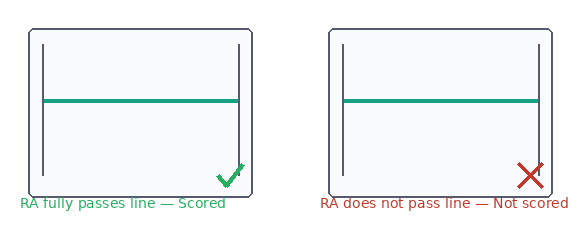 RA fully passes line — Scored
RA does not pass line — Not scored